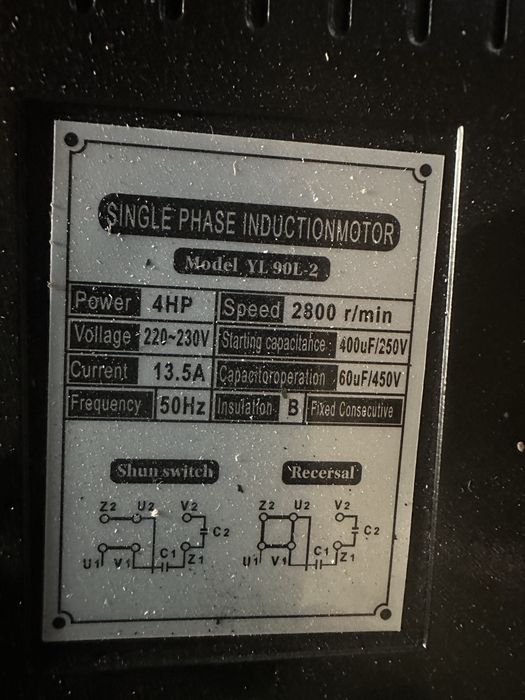 SINGLE PHASE INDUCTIONMOTOR
Model YL 90L-2
Power 4HP Speed 2800 r/min
Vollage 220~230V Starting capacitance 400uF/250V
Current 13.5A Capacitoroperation 60uF/450V
Frequency 50Hz Insulation B Fixed Consecutive
Shun switch Recersal
Z2 U2 V2 Z2 U2 V2
C2 C2
U1 V1 C1 Z1 U1 V1 C1 Z1